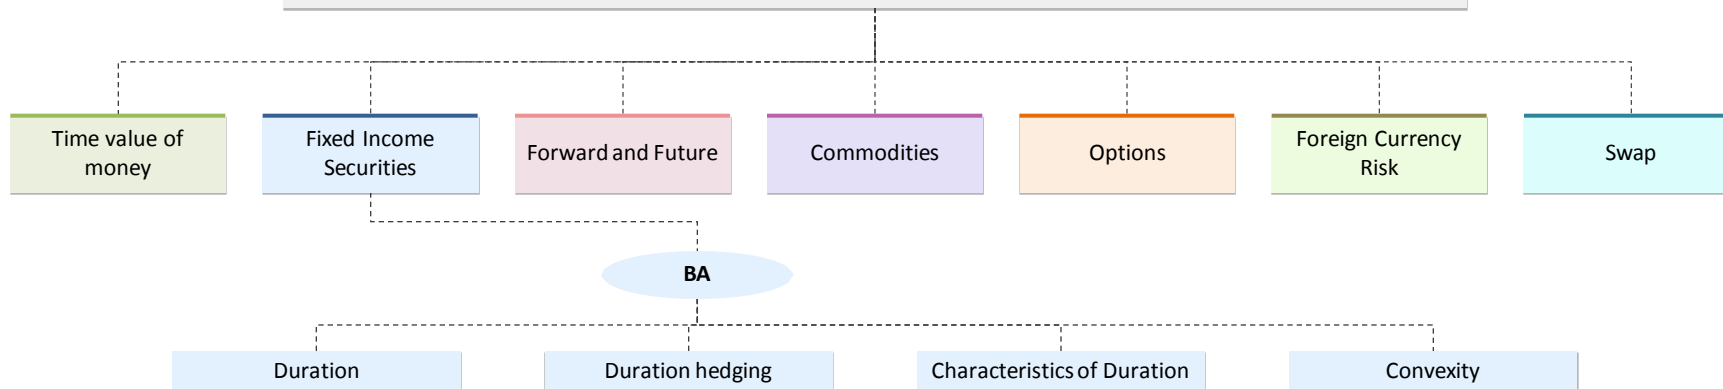 Time value of
money
Fixed Income
Securities
Forward and Future
Commodities
Options
Foreign Currency
Risk
Swap
BA
Duration
Duration hedging
Characteristics of Duration
Convexity